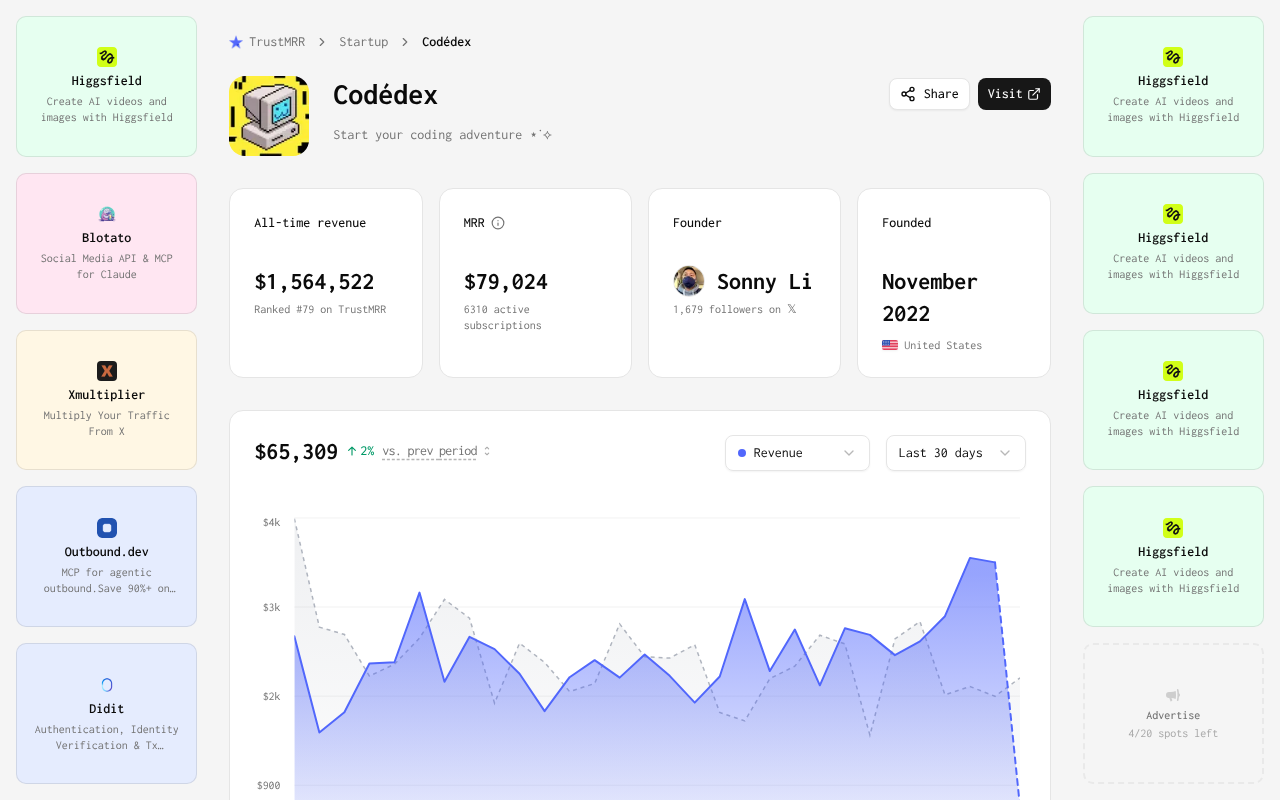 Higgsfield
Create AI videos and
images with Higgsfield
Blotato
Social Media API & MCP
for Claude
Xmultiplier
Multiply Your Traffic
From X
Outbound.dev
MCP for agentic
outbound.Save 90%+ on…
Didit
Authentication, Identity
Verification & Tx…
TrustMRR > Startup > Codédex
Codédex
Start your coding adventure ⋆˙⟡
Share
Visit
All-time revenue
$1,564,522
Ranked #79 on TrustMRR
MRR
$79,024
6310 active
subscriptions
Founder
Sonny Li
1,679 followers on 𝕏
Founded
November
2022
United States
$65,309 ↑ 2% vs. prev period
Revenue
Last 30 days
$4k
$3k
$2k
$900
Higgsfield
Create AI videos and
images with Higgsfield
Higgsfield
Create AI videos and
images with Higgsfield
Higgsfield
Create AI videos and
images with Higgsfield
Higgsfield
Create AI videos and
images with Higgsfield
Advertise
4/20 spots left